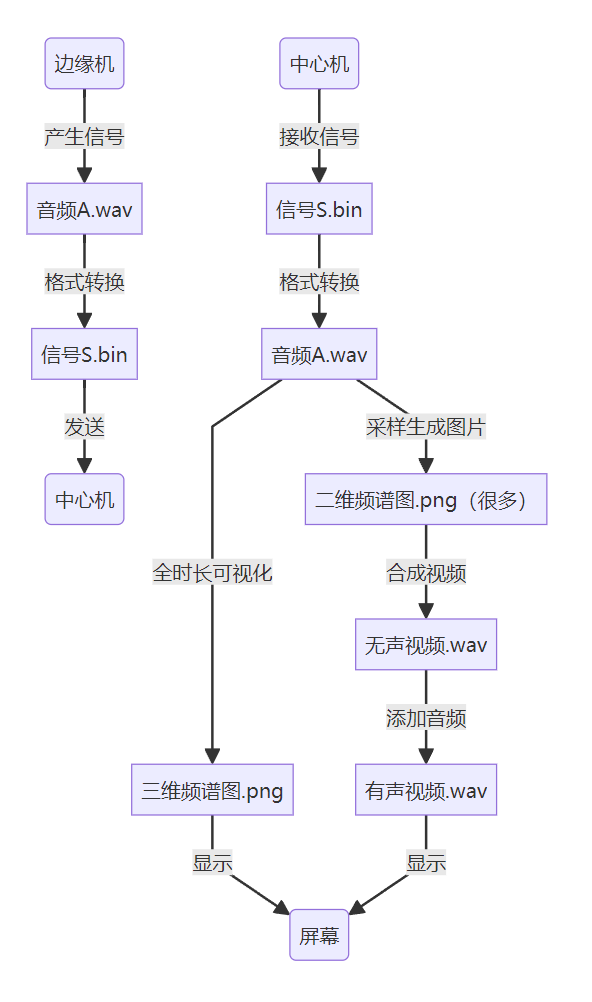 边缘机
产生信号
音频A.wav
格式转换
信号S.bin
发送
中心机
中心机
接收信号
信号S.bin
格式转换
音频A.wav
全时长可视化
三维频谱图.png
显示
采样生成图片
二维频谱图.png（很多）
合成视频
无声视频.wav
添加音频
有声视频.wav
显示
屏幕